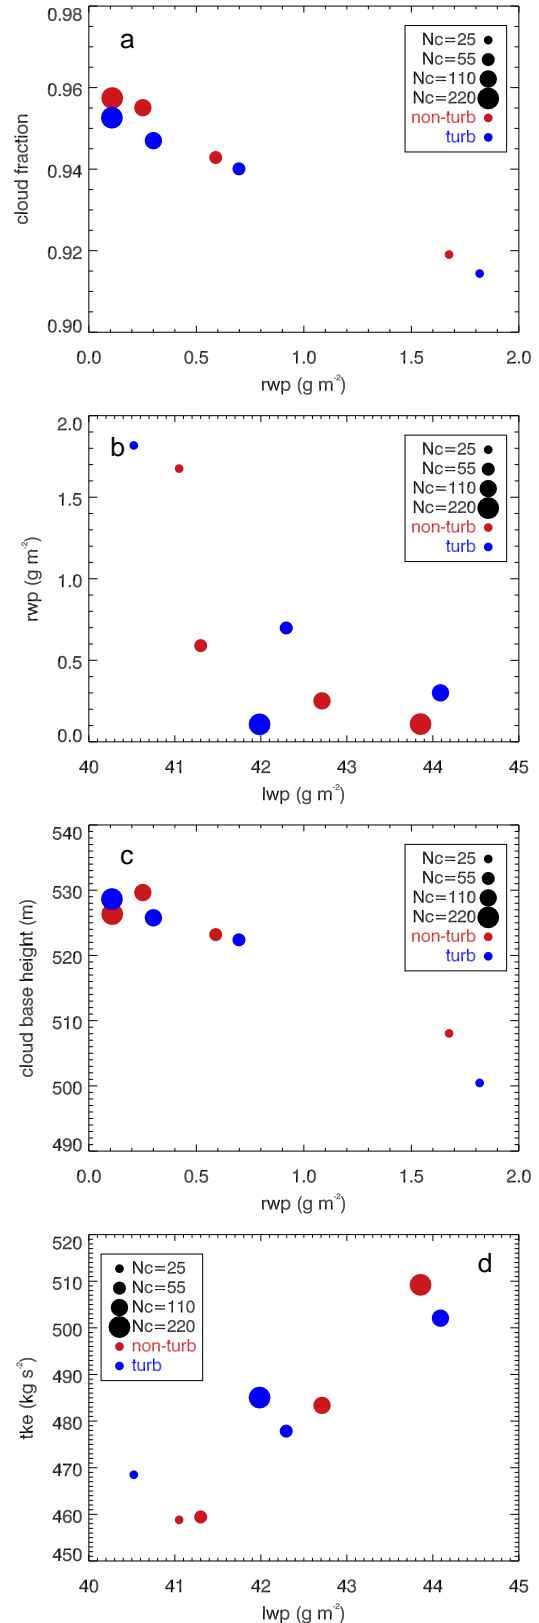 a
0.98
0.96
0.94
0.92
0.90
cloud fraction
Nc=25
Nc=55
Nc=110
Nc=220
non-turb
turb
0.0 0.5 1.0 1.5 2.0
rwp (g m-2)
b
2.0
1.5
1.0
0.5
0.0
rwp (g m-2)
Nc=25
Nc=55
Nc=110
Nc=220
non-turb
turb
40 41 42 43 44 45
lwp (g m-2)
c
540
530
520
510
500
490
cloud base height (m)
Nc=25
Nc=55
Nc=110
Nc=220
non-turb
turb
0.0 0.5 1.0 1.5 2.0
rwp (g m-2)
d
520
510
500
490
480
470
460
450
tke (kg s-2)
Nc=25
Nc=55
Nc=110
Nc=220
non-turb
turb
40 41 42 43 44 45
lwp (g m-2)